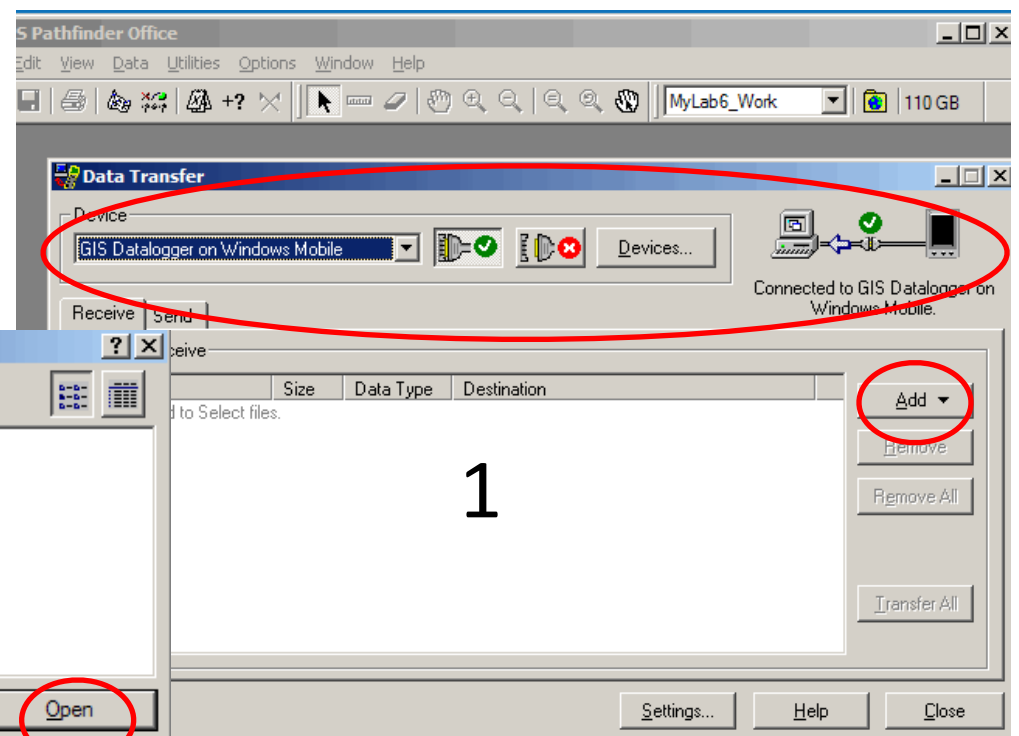 S Pathfinder Office
Edit View Data Utilities Options Window Help
+? MyLab6_Work 110 GB
Data Transfer
Device
GIS Datalogger on Windows Mobile Devices...
Connected to GIS Datalogger on
Windows Mobile.
Receive Send
ceive
Size Data Type Destination
d to Select files.
Add
Remove
1
Remove All
Transfer All
Open
Settings... Help Close